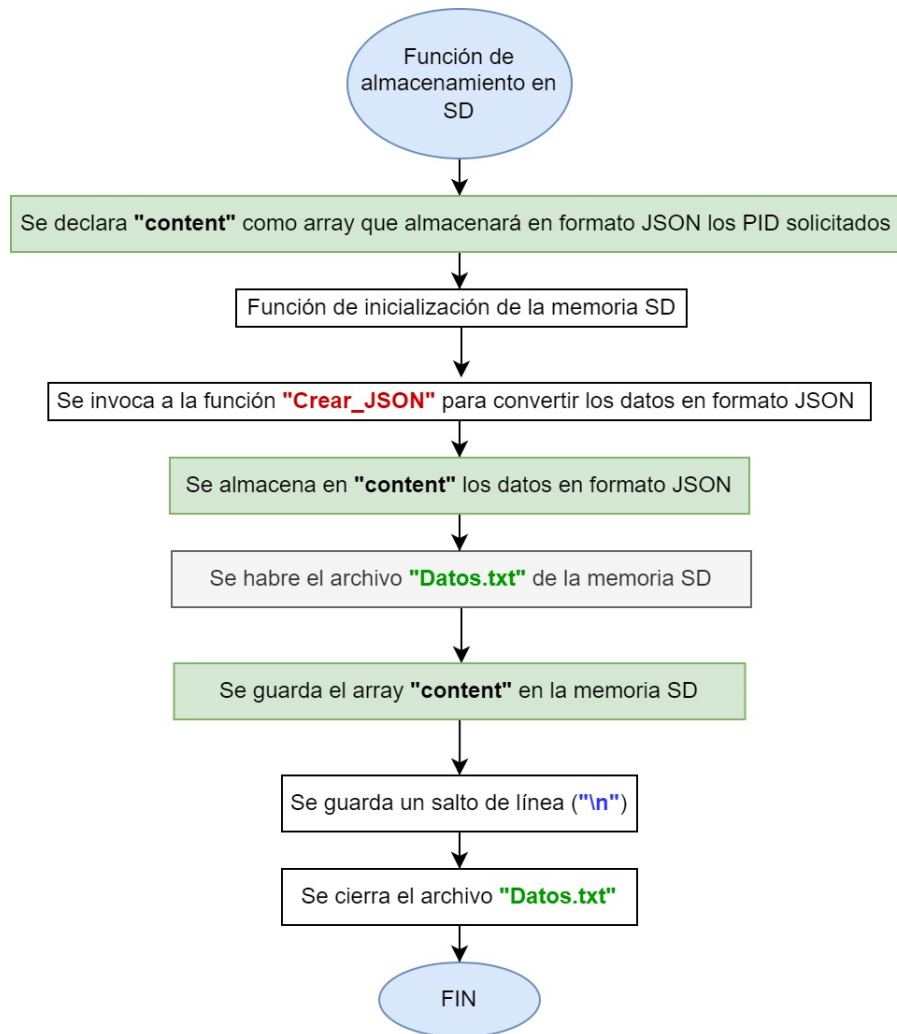 Función de
almacenamiento en
SD
Se declara "content" como array que almacenará en formato JSON los PID solicitados
Función de inicialización de la memoria SD
Se invoca a la función "Crear_JSON" para convertir los datos en formato JSON
Se almacena en "content" los datos en formato JSON
Se habre el archivo "Datos.txt" de la memoria SD
Se guarda el array "content" en la memoria SD
Se guarda un salto de línea ("\n")
Se cierra el archivo "Datos.txt"
FIN